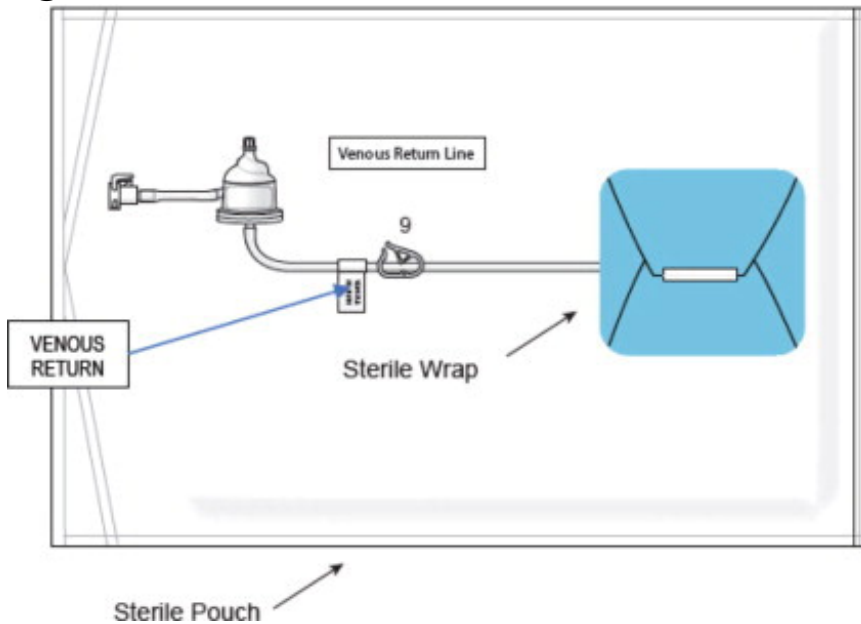 Venous Return Line
9
VENOUS
RETURN
Sterile Wrap
Sterile Pouch